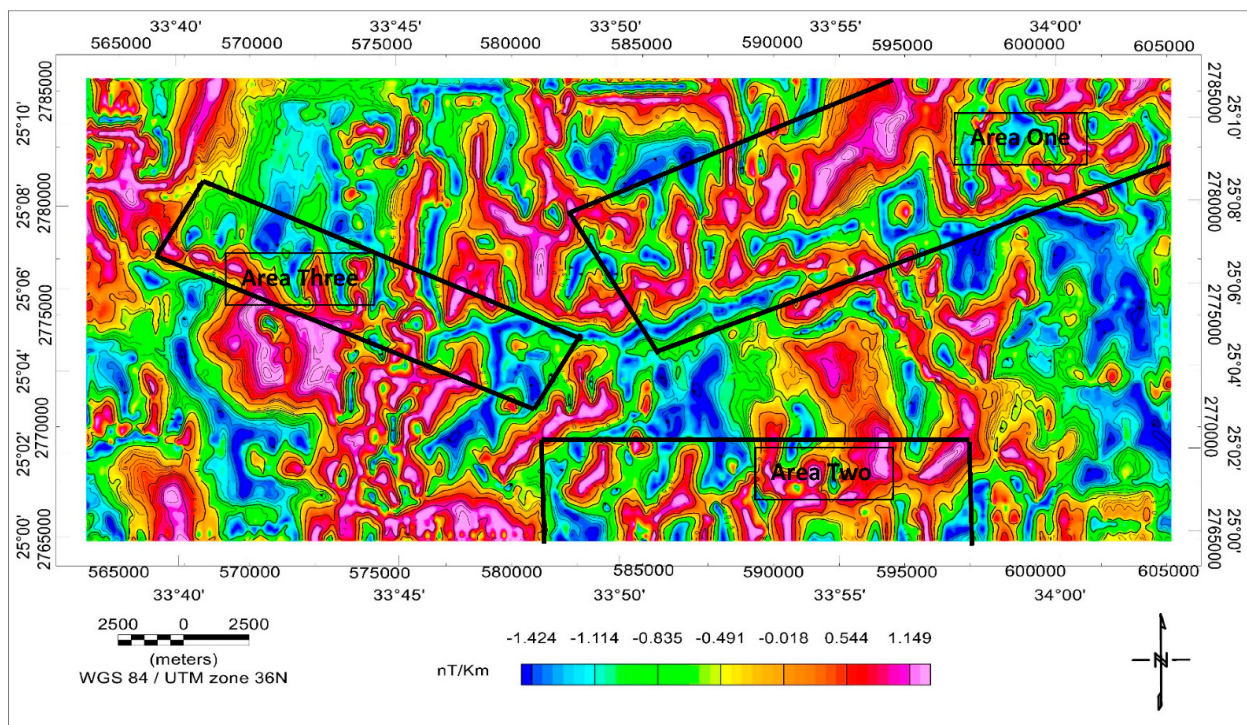 33°40' 33°45' 33°50' 33°55' 34°00'
565000 570000 575000 580000 585000 590000 595000 600000 605000
2785000 25°10' 25°08' 2780000 25°06' 2775000 25°04' 2770000 25°02' 25°00' 2765000
Area One
Area Three
Area Two
2785000 25°10' 25°08' 2780000 25°06' 2775000 25°04' 2770000 25°02' 25°00' 2765000
565000 570000 575000 580000 585000 590000 595000 600000 605000
33°40' 33°45' 33°50' 33°55' 34°00'
2500 0 2500
(meters)
WGS 84 / UTM zone 36N
-1.424 -1.114 -0.835 -0.491 -0.018 0.544 1.149
nT/Km
N